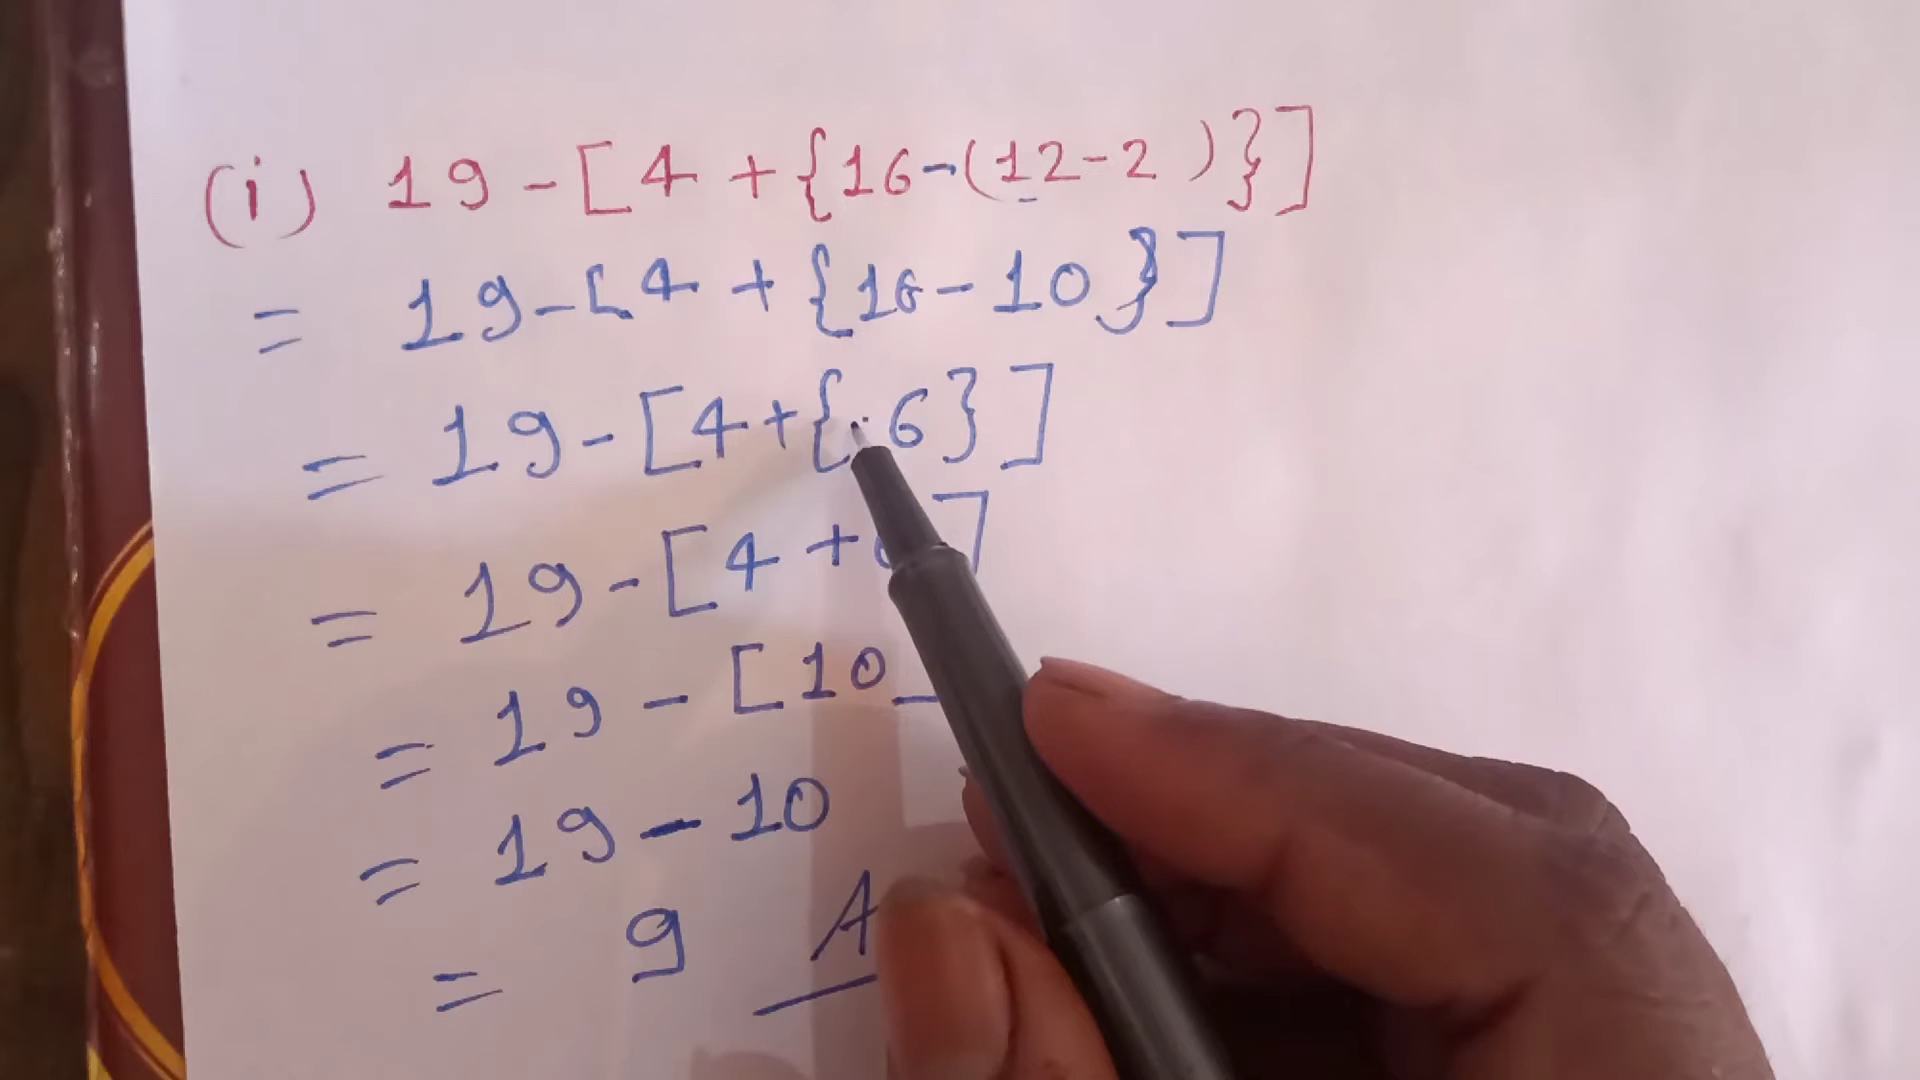 (i) 19-[4+{16-(12-2)}]
= 19-[4+{16-10}]
= 19-[4+{6}]
= 19-[4+6]
= 19-[10
= 19-10
= 9 A